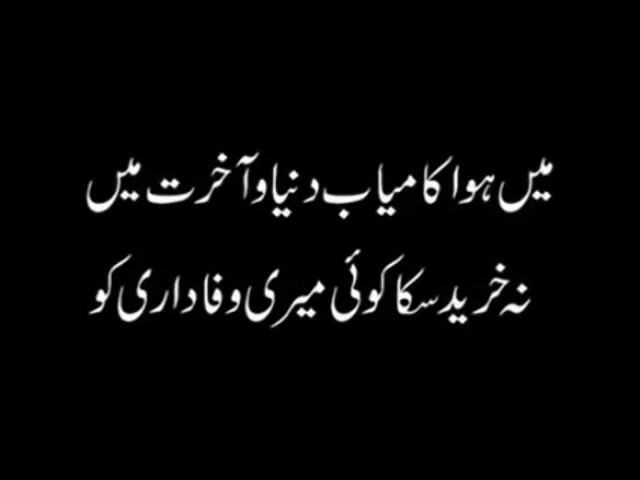 میں ہوا کامیاب دنیا و آخرت میں
نہ خرید سکا کوئی میری وفاداری کو